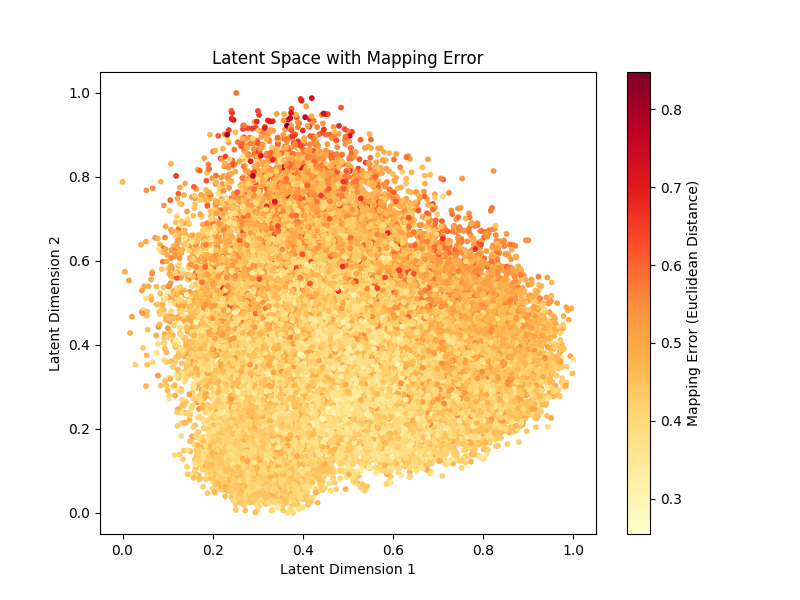 Latent Space with Mapping Error
Latent Dimension 2
1.0
0.8
0.6
0.4
0.2
0.0
0.0 0.2 0.4 0.6 0.8 1.0
Latent Dimension 1
0.8
0.7
0.6
0.5
0.4
0.3
Mapping Error (Euclidean Distance)